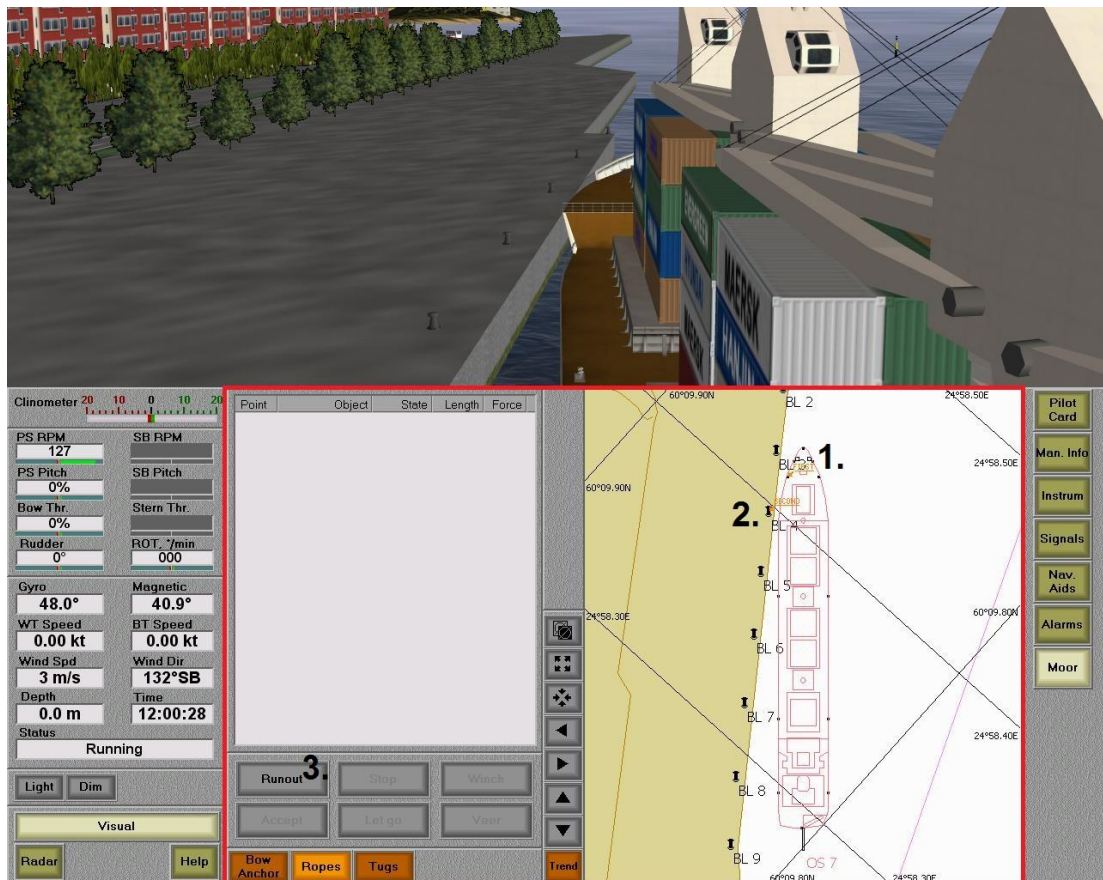 EVERGREEN
MAERSK
HANJIN
Clinometer 20 10 0 10 20
PS RPM SB RPM
127
PS Pitch SB Pitch
0%
Bow Thr. Stern Thr.
0%
Rudder ROT, °/min
0° 000
Gyro Magnetic
48.0° 40.9°
WT Speed BT Speed
0.00 kt 0.00 kt
Wind Spd Wind Dir
3 m/s 132°SB
Depth Time
0.0 m 12:00:28
Status
Running
Light Dim
Visual
Radar Help
Point Object State Length Force
Runout 3. Stop Winch
Accept Let go Veer
Bow Anchor Ropes Tugs
Trend
60°09.90N 24°58.50E
BL 2
1.
BL 3 FIRST
24°58.50E
60°09.90N
SECOND
2. BL 4
BL 5
24°58.30E 60°09.80N
BL 6
BL 7
24°58.40E
BL 8
BL 9
OS 7
60°09.80N 24°58.30E
Pilot
Card
Man. Info
Instrum
Signals
Nav.
Aids
Alarms
Moor